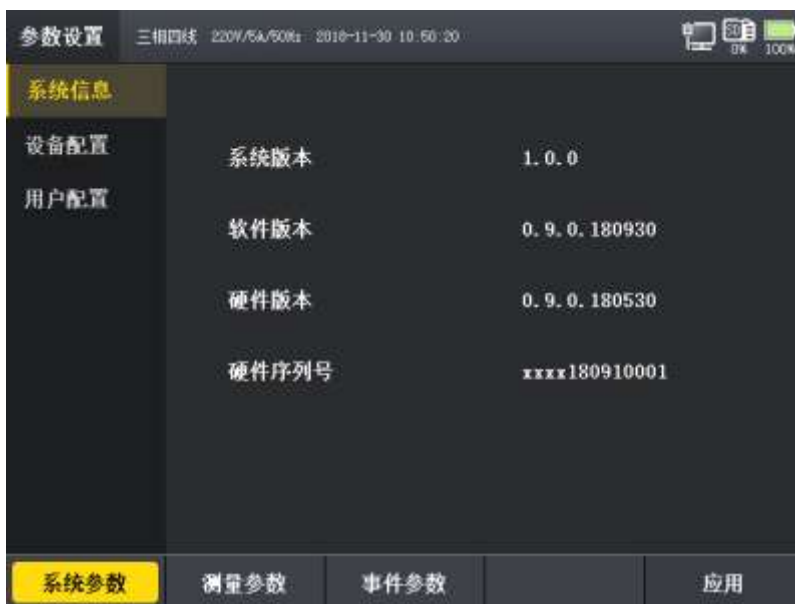 参数设置 三相四线 220V/5A/50Hz 2018-11-30 10:50:20 SD 0% 100%
系统信息
设备配置
用户配置
系统版本 1.0.0
软件版本 0.9.0.180930
硬件版本 0.9.0.180530
硬件序列号 xxxx180910001
系统参数 测量参数 事件参数 应用